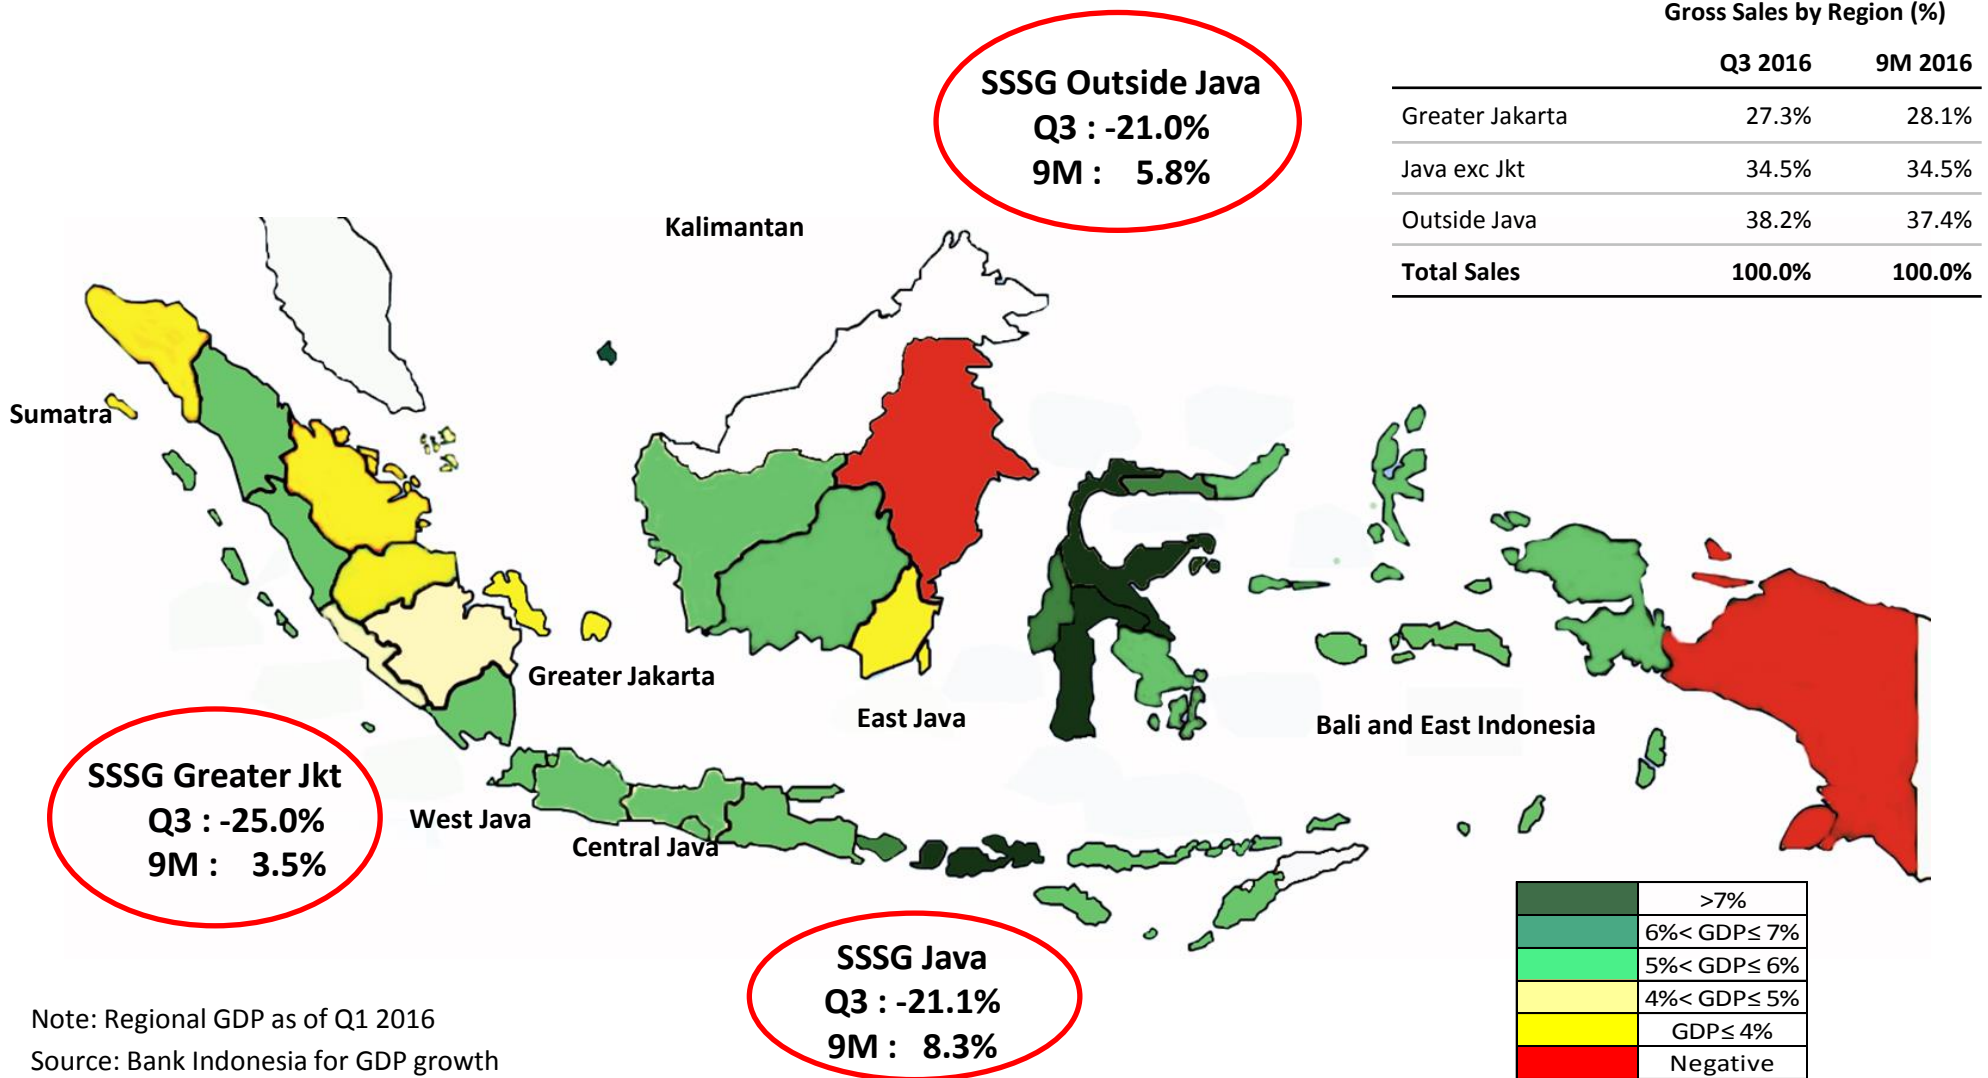 Gross Sales by Region (%)
Q3 2016 9M 2016
Greater Jakarta 27.3% 28.1%
Java exc Jkt 34.5% 34.5%
Outside Java 38.2% 37.4%
Total Sales 100.0% 100.0%
SSSG Outside Java
Q3 : -21.0%
9M : 5.8%
Kalimantan
Sumatra
Greater Jakarta
East Java
Bali and East Indonesia
SSSG Greater Jkt
Q3 : -25.0%
9M : 3.5%
West Java
Central Java
SSSG Java
Q3 : -21.1%
9M : 8.3%
>7%
6%< GDP≤ 7%
5%< GDP≤ 6%
4%< GDP≤ 5%
GDP≤ 4%
Negative
Note: Regional GDP as of Q1 2016
Source: Bank Indonesia for GDP growth